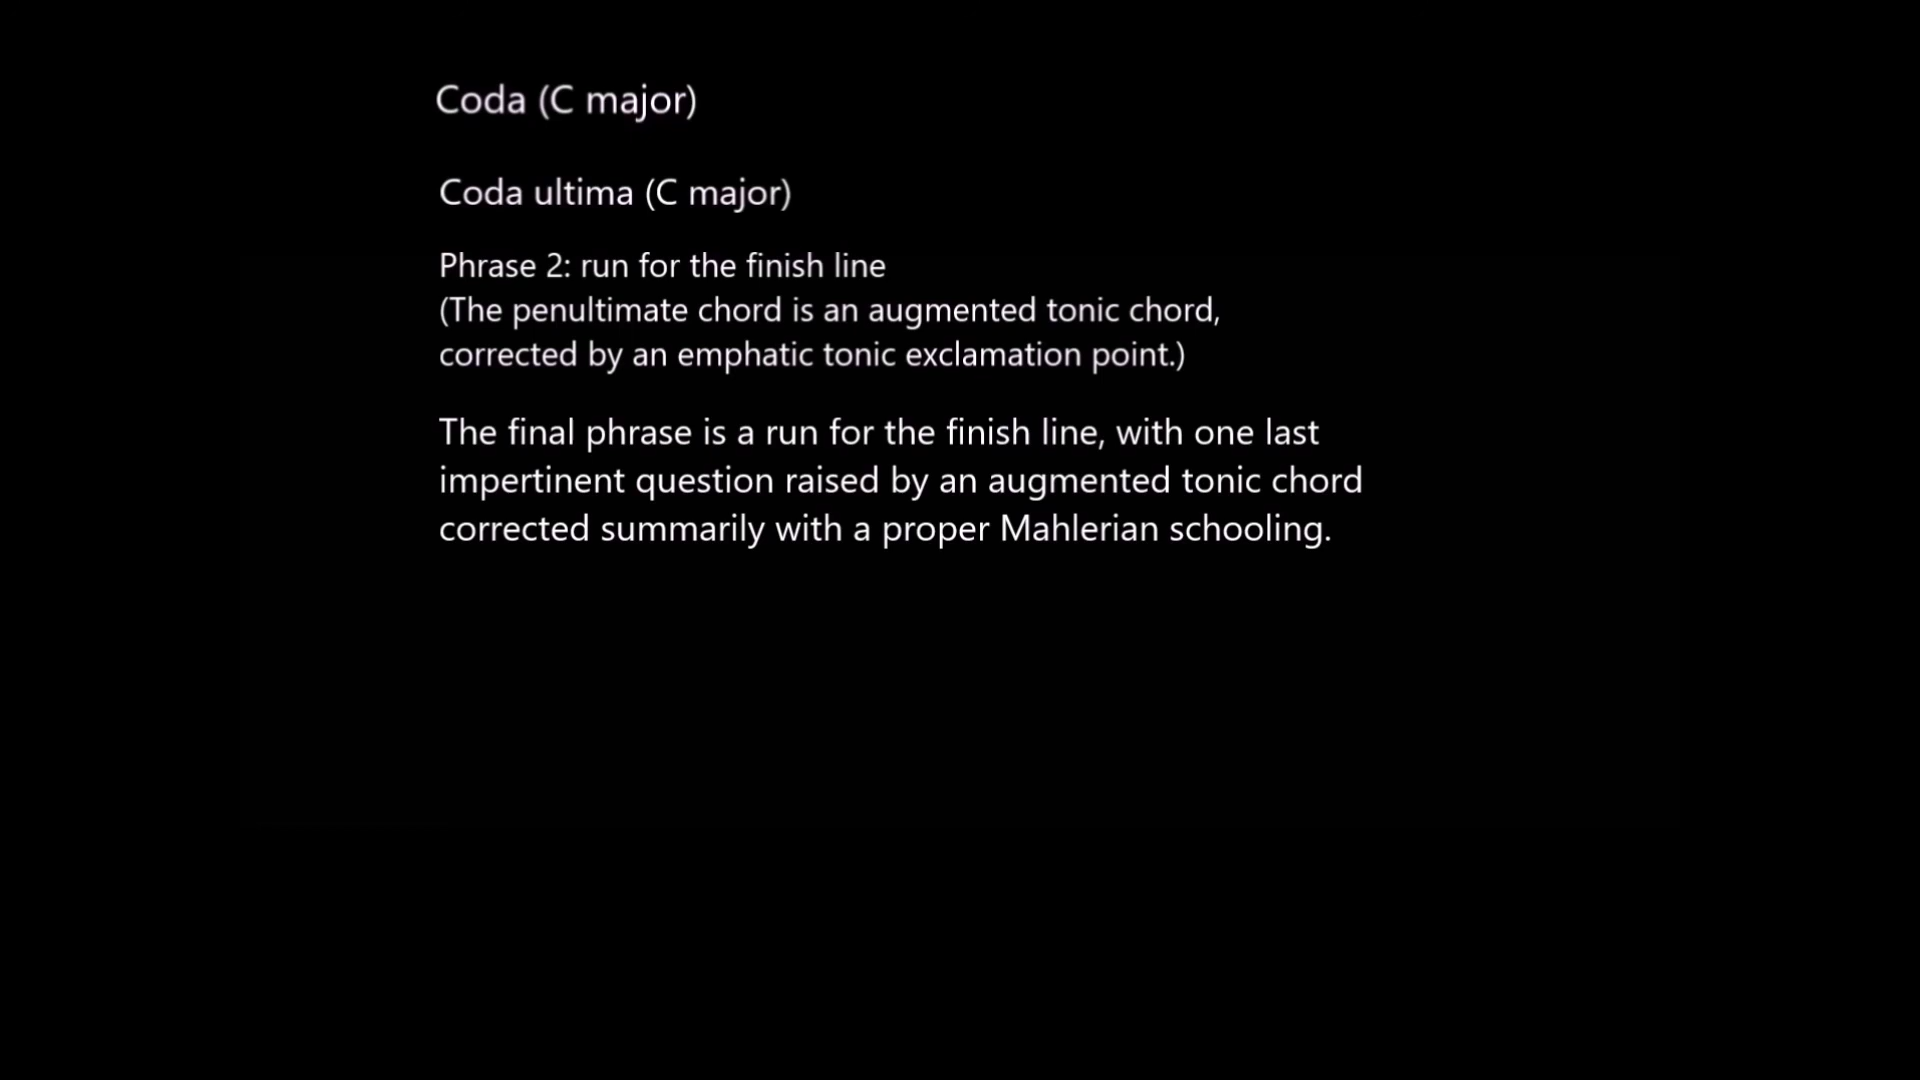 Coda (C major)
Coda ultima (C major)
Phrase 2: run for the finish line
(The penultimate chord is an augmented tonic chord,
corrected by an emphatic tonic exclamation point.)
The final phrase is a run for the finish line, with one last
impertinent question raised by an augmented tonic chord
corrected summarily with a proper Mahlerian schooling.